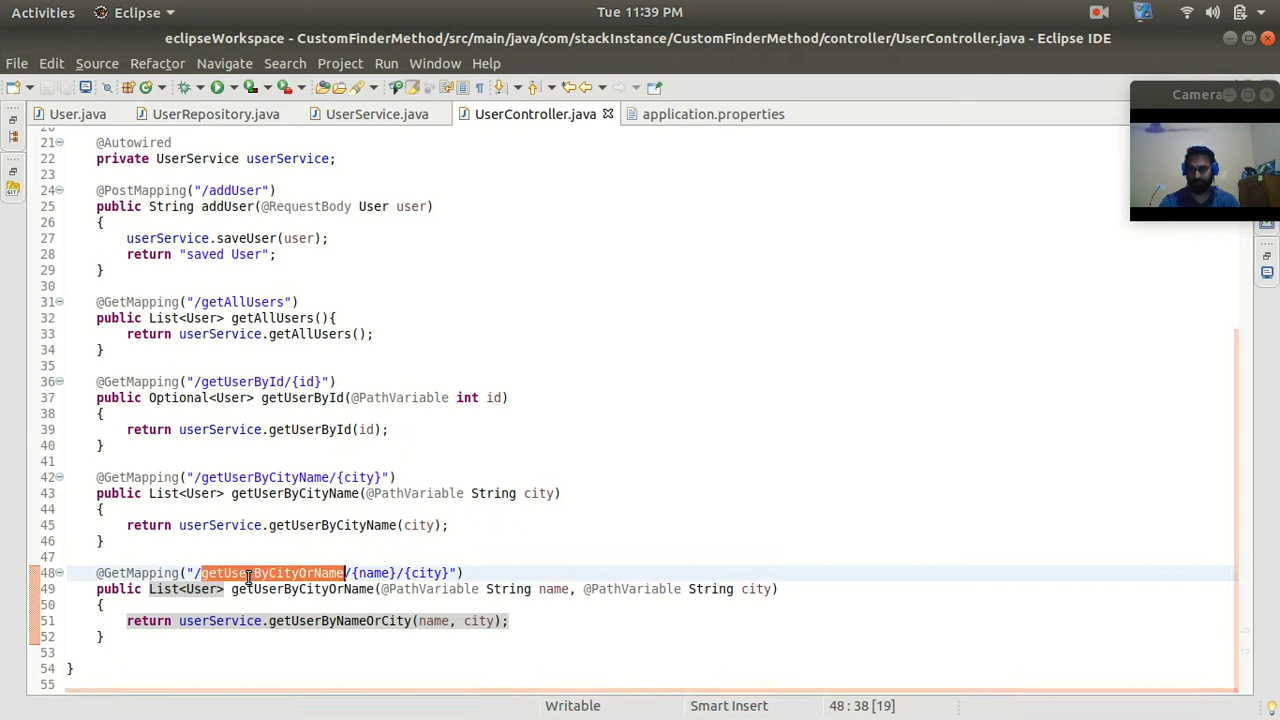 Activities Eclipse Tue 11:39 PM
eclipseWorkspace - CustomFinderMethod/src/main/java/com/stackInstance/CustomFinderMethod/controller/UserController.java - Eclipse IDE
File Edit Source Refactor Navigate Search Project Run Window Help
Camera
User.java UserRepository.java UserService.java UserController.java application.properties
20
21 @Autowired
22 private UserService userService;
23
24 @PostMapping("/addUser")
25 public String addUser(@RequestBody User user)
26 {
27 userService.saveUser(user);
28 return "saved User";
29 }
30
31 @GetMapping("/getAllUsers")
32 public List<User> getAllUsers(){
33 return userService.getAllUsers();
34 }
35
36 @GetMapping("/getUserById/{id}")
37 public Optional<User> getUserById(@PathVariable int id)
38 {
39 return userService.getUserById(id);
40 }
41
42 @GetMapping("/getUserByCityName/{city}")
43 public List<User> getUserByCityName(@PathVariable String city)
44 {
45 return userService.getUserByCityName(city);
46 }
47
48 @GetMapping("/getUserByCityOrName/{name}/{city}")
49 public List<User> getUserByCityOrName(@PathVariable String name, @PathVariable String city)
50 {
51 return userService.getUserByNameOrCity(name, city);
52 }
53
54 }
55
Writable Smart Insert 48 : 38 [19]